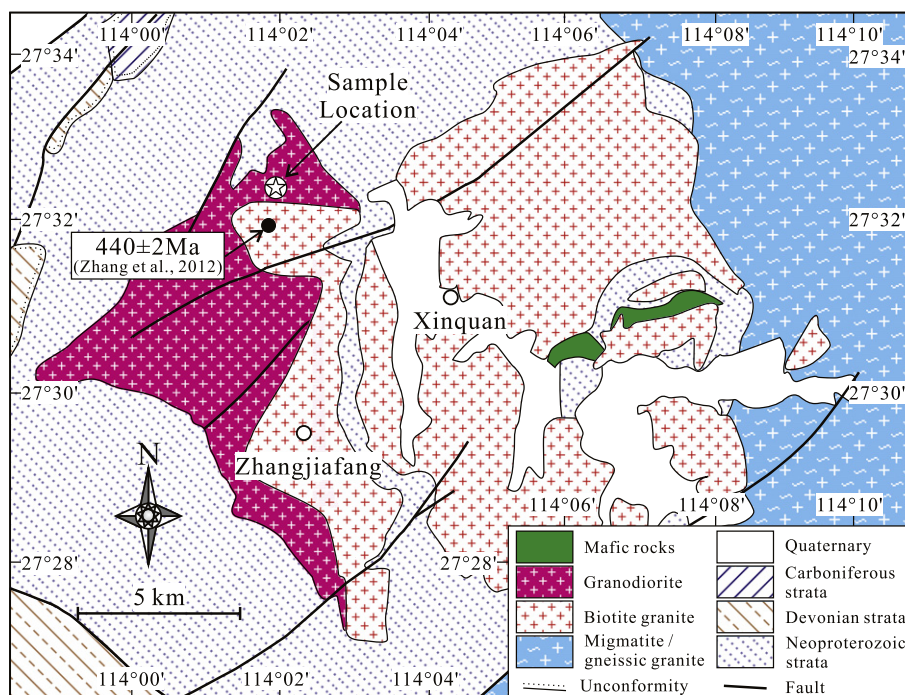 114°00'
114°02'
114°04'
114°06'
114°08'
114°10'
27°34'
27°34'
Sample
Location
27°32'
27°32'
440±2Ma
(Zhang et al., 2012)
Xinquan
27°30'
27°30'
Zhangjiafang
N
114°06'
114°08'
114°10'
27°28'
27°28'
5 km
114°00'
114°02'
114°04'
Mafic rocks
Granodiorite
Biotite granite
Migmatite /
gneissic granite
Unconformity
Quaternary
Carboniferous
strata
Devonian strata
Neoproterozoic
strata
Fault